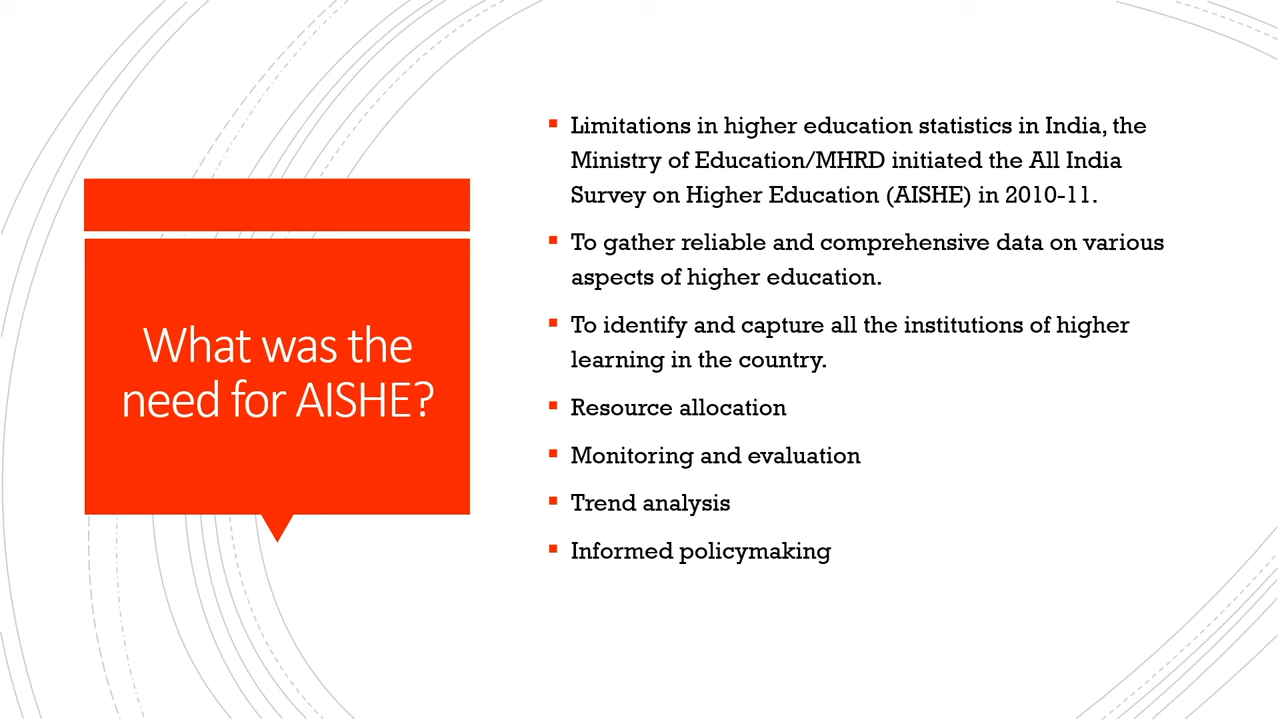 What was the
need for AISHE?
Limitations in higher education statistics in India, the
Ministry of Education/MHRD initiated the All India
Survey on Higher Education (AISHE) in 2010-11.
To gather reliable and comprehensive data on various
aspects of higher education.
To identify and capture all the institutions of higher
learning in the country.
Resource allocation
Monitoring and evaluation
Trend analysis
Informed policymaking